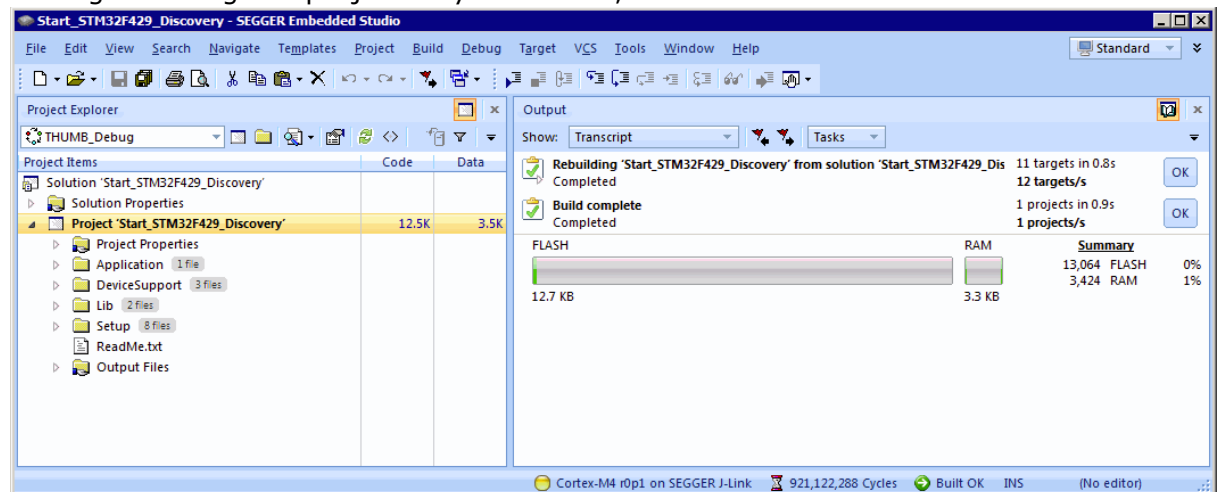 Start_STM32F429_Discovery - SEGGER Embedded Studio
File Edit View Search Navigate Templates Project Build Debug Target VCS Tools Window Help Standard
Project Explorer
THUMB_Debug
Project Items Code Data
Solution 'Start_STM32F429_Discovery'
Solution Properties
Project 'Start_STM32F429_Discovery' 12.5K 3.5K
Project Properties
Application 1 file
DeviceSupport 3 files
Lib 2 files
Setup 8 files
ReadMe.txt
Output Files
Output
Show: Transcript Tasks
Rebuilding 'Start_STM32F429_Discovery' from solution 'Start_STM32F429_Dis 11 targets in 0.8s OK
Completed 12 targets/s
Build complete 1 projects in 0.9s OK
Completed 1 projects/s
FLASH RAM Summary
13,064 FLASH 0%
3,424 RAM 1%
12.7 KB 3.3 KB
Cortex-M4 r0p1 on SEGGER J-Link 921,122,288 Cycles Built OK INS (No editor)